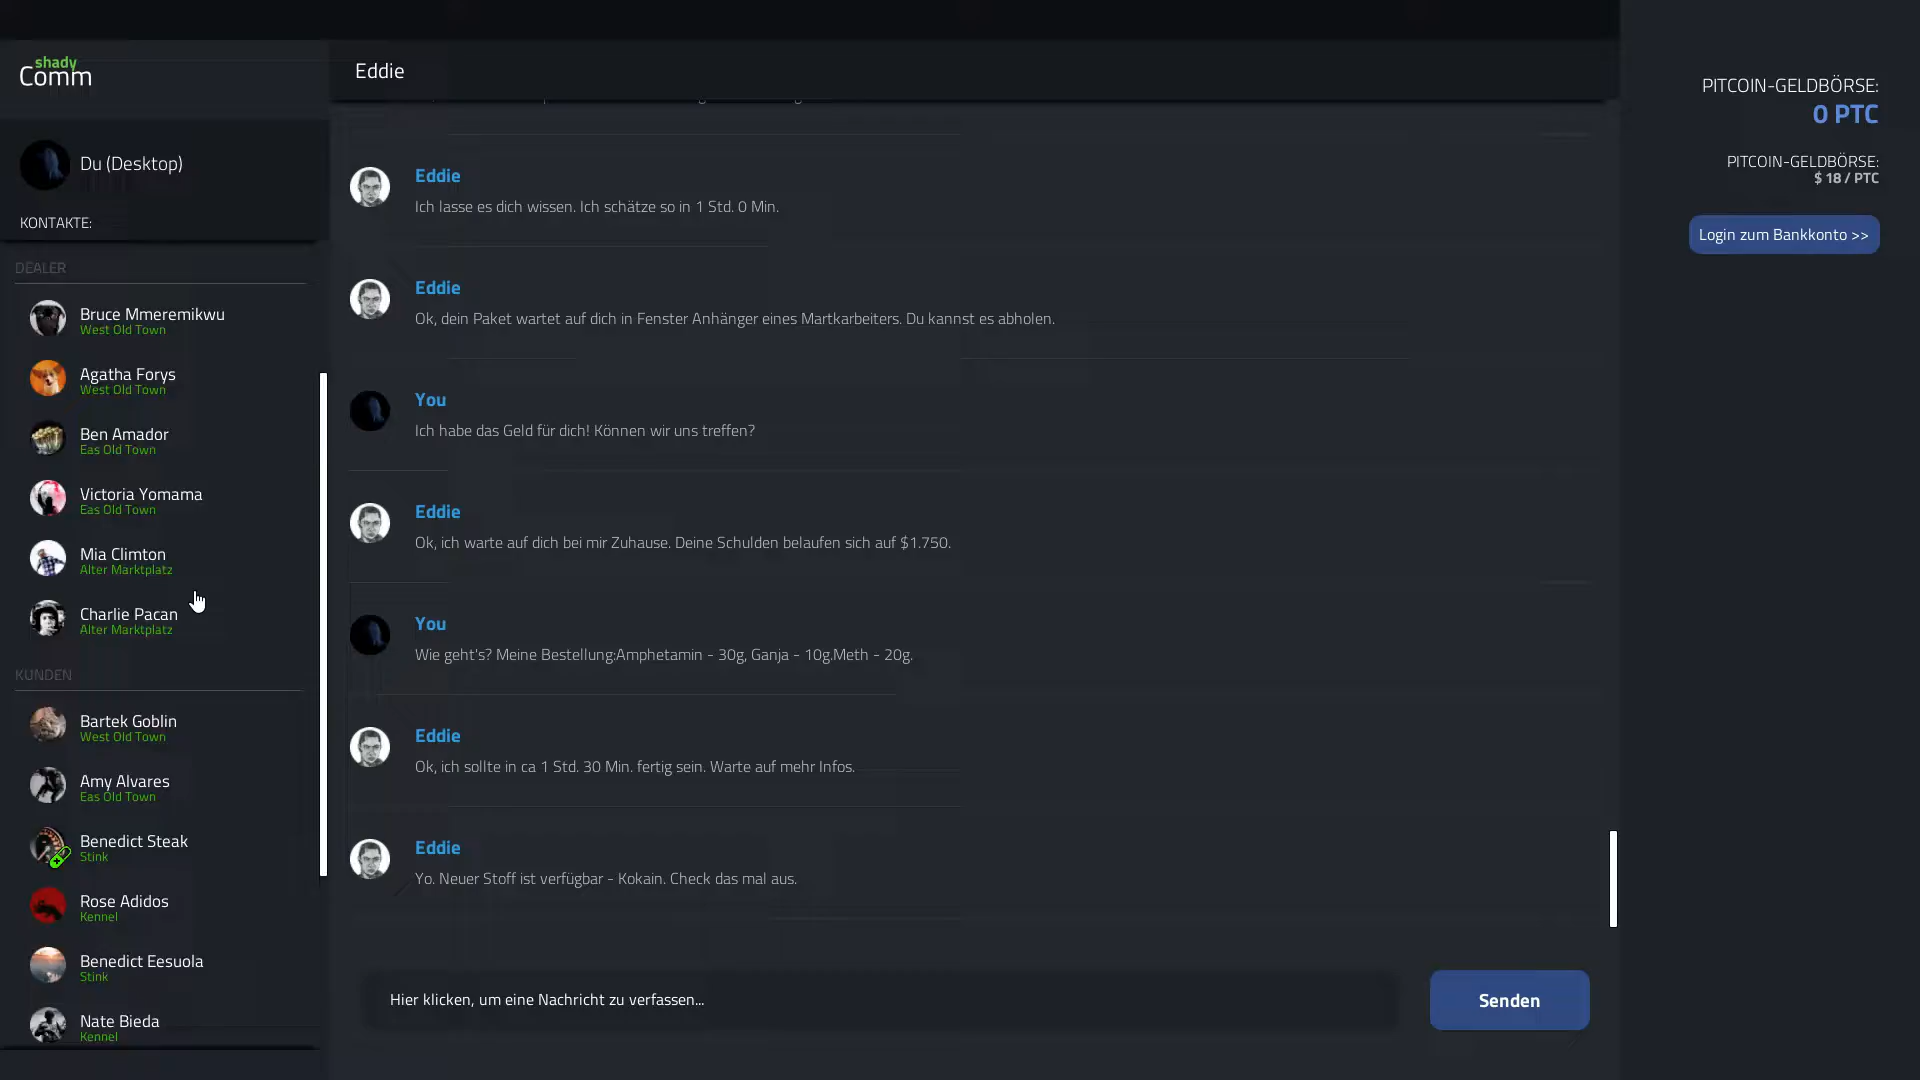 shady
Comm
Du (Desktop)
KONTAKTE:
DEALER
Bruce Mmeremikwu
West Old Town
Agatha Forys
West Old Town
Ben Amador
Eas Old Town
Victoria Yomama
Eas Old Town
Mia Climton
Alter Marktplatz
Charlie Pacan
Alter Marktplatz
KUNDEN
Bartek Goblin
West Old Town
Amy Alvares
Eas Old Town
Benedict Steak
Stink
Rose Adidos
Kennel
Benedict Eesuola
Stink
Nate Bieda
Kennel
Eddie
Eddie
Ich lasse es dich wissen. Ich schätze so in 1 Std. 0 Min.
Eddie
Ok, dein Paket wartet auf dich in Fenster Anhänger eines Martkarbeiters. Du kannst es abholen.
You
Ich habe das Geld für dich! Können wir uns treffen?
Eddie
Ok, ich warte auf dich bei mir Zuhause. Deine Schulden belaufen sich auf $1.750.
You
Wie geht's? Meine Bestellung:Amphetamin - 30g, Ganja - 10g.Meth - 20g.
Eddie
Ok, ich sollte in ca 1 Std. 30 Min. fertig sein. Warte auf mehr Infos.
Eddie
Yo. Neuer Stoff ist verfügbar - Kokain. Check das mal aus.
Hier klicken, um eine Nachricht zu verfassen...
Senden
PITCOIN-GELDBÖRSE:
0 PTC
PITCOIN-GELDBÖRSE:
$ 18 / PTC
Login zum Bankkonto >>